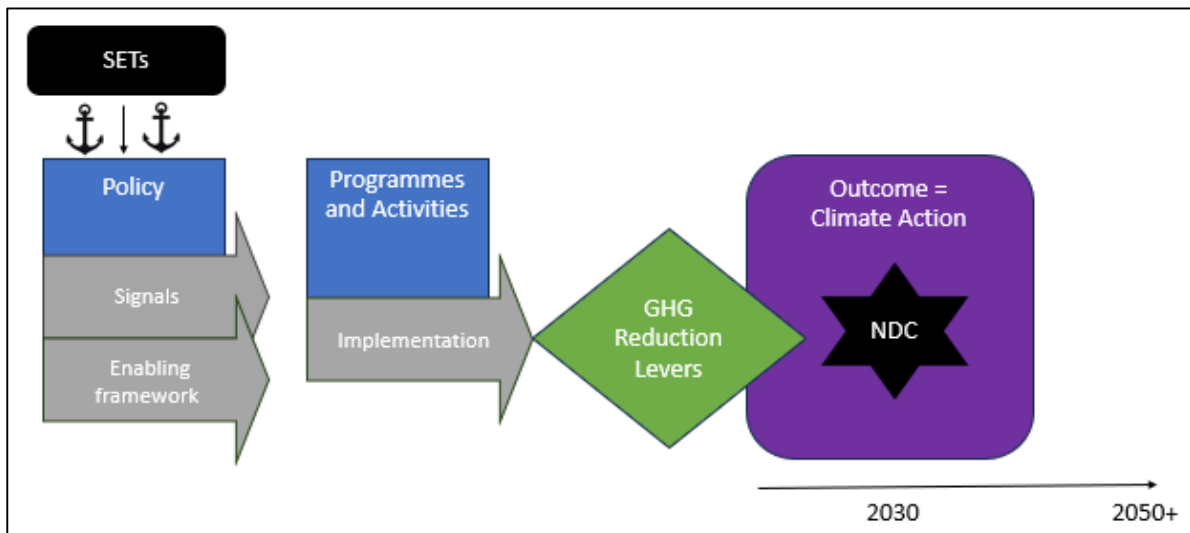 SETs
Policy
Signals
Enabling
framework
Programmes
and Activities
Implementation
GHG
Reduction
Levers
Outcome =
Climate Action
NDC
2030
2050+